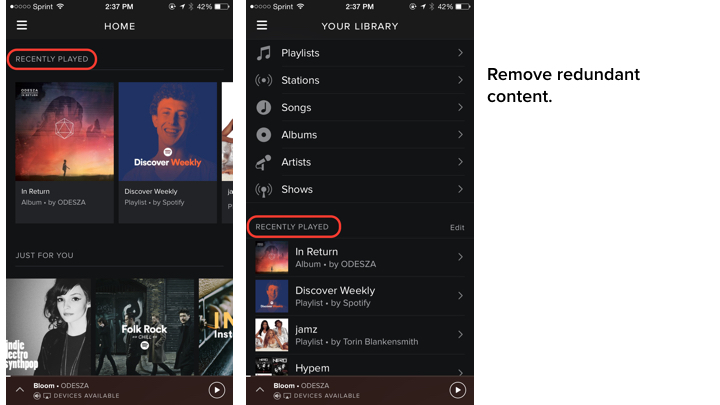 Sprint 2:37 PM 42%
HOME
RECENTLY PLAYED
ODESZA
IN RETURN
Discover Weekly
In Return
Album • by ODESZA
Discover Weekly
Playlist • by Spotify
ja
P
JUST FOR YOU
indie
electro
synthpop
Folk Rock
CHILL
IN
Inst
Bloom • ODESZA
DEVICES AVAILABLE
Sprint 2:37 PM 42%
YOUR LIBRARY
Playlists
Stations
Songs
Albums
Artists
Shows
RECENTLY PLAYED Edit
In Return
Album • by ODESZA
Discover Weekly
Playlist • by Spotify
jamz
Playlist • by Torin Blankensmith
Hypem
Bloom • ODESZA
DEVICES AVAILABLE
Remove redundant
content.